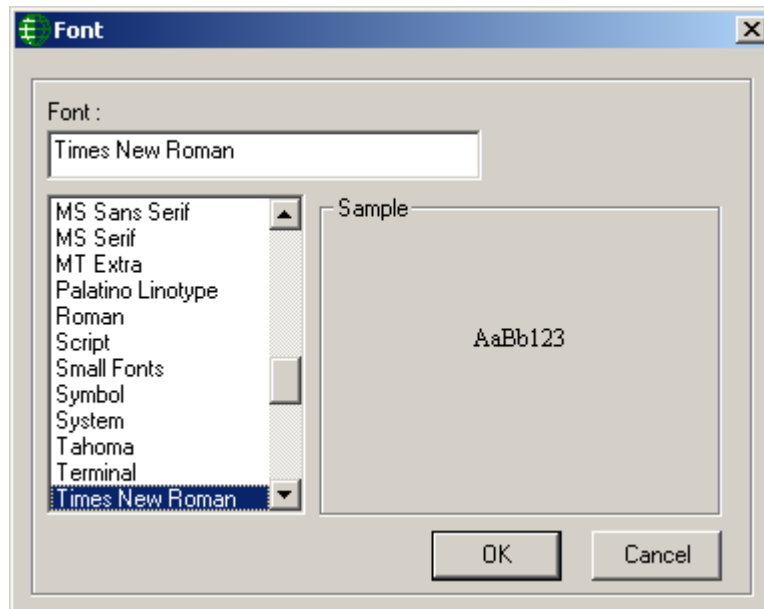 Font
Font :
Times New Roman
MS Sans Serif
MS Serif
MT Extra
Palatino Linotype
Roman
Script
Small Fonts
Symbol
System
Tahoma
Terminal
Times New Roman
Sample
AaBb123
OK
Cancel